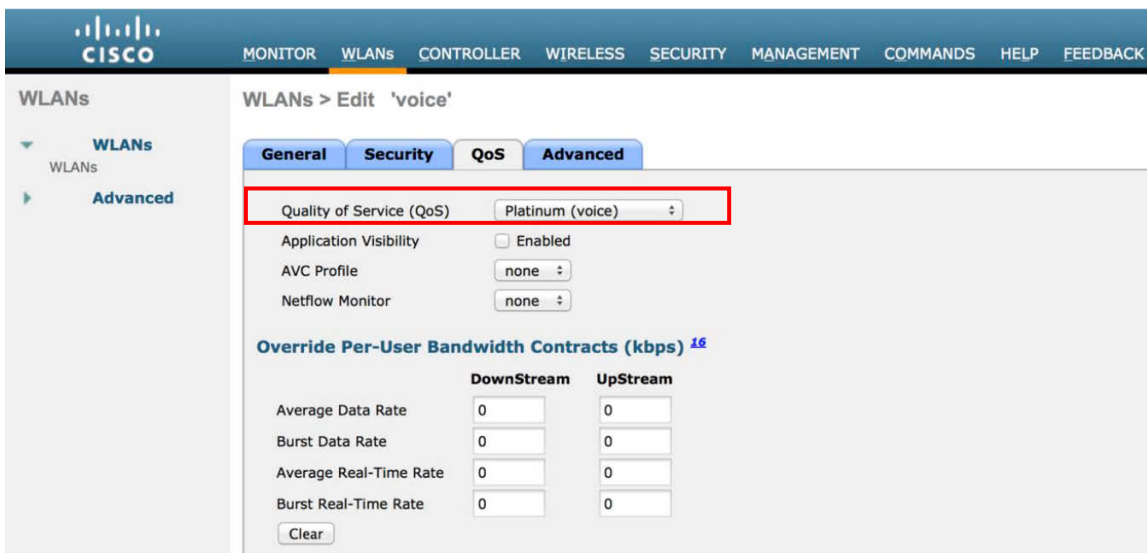 CISCO
MONITOR WLANs CONTROLLER WIRELESS SECURITY MANAGEMENT COMMANDS HELP FEEDBACK
WLANs
WLANs > Edit 'voice'
WLANs
WLANs
Advanced
General Security QoS Advanced
Quality of Service (QoS) Platinum (voice)
Application Visibility Enabled
AVC Profile none
Netflow Monitor none
Override Per-User Bandwidth Contracts (kbps) 16
DownStream UpStream
Average Data Rate 0 0
Burst Data Rate 0 0
Average Real-Time Rate 0 0
Burst Real-Time Rate 0 0
Clear